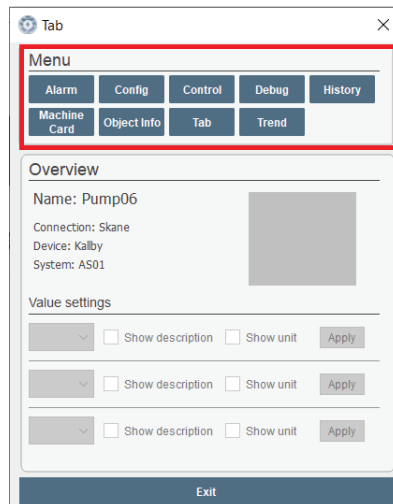 Tab
Menu
Alarm Config Control Debug History
Machine Card Object Info Tab Trend
Overview
Name: Pump06
Connection: Skane
Device: Kallby
System: AS01
Value settings
Show description Show unit Apply
Show description Show unit Apply
Show description Show unit Apply
Exit